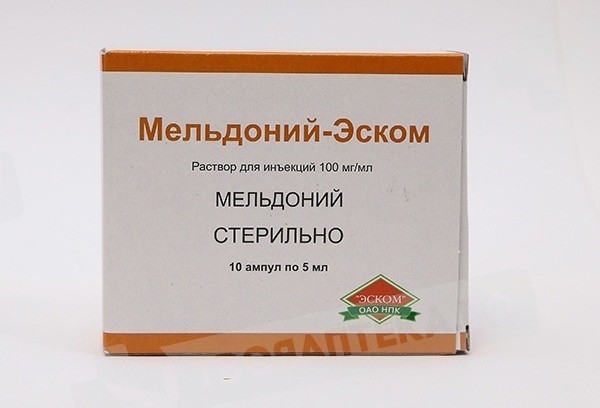 Мельдоний-Эском
Раствор для инъекций 100 мг/мл
МЕЛЬДОНИЙ
СТЕРИЛЬНО
10 ампул по 5 мл
"ЭСКОМ"
ОАО НПК